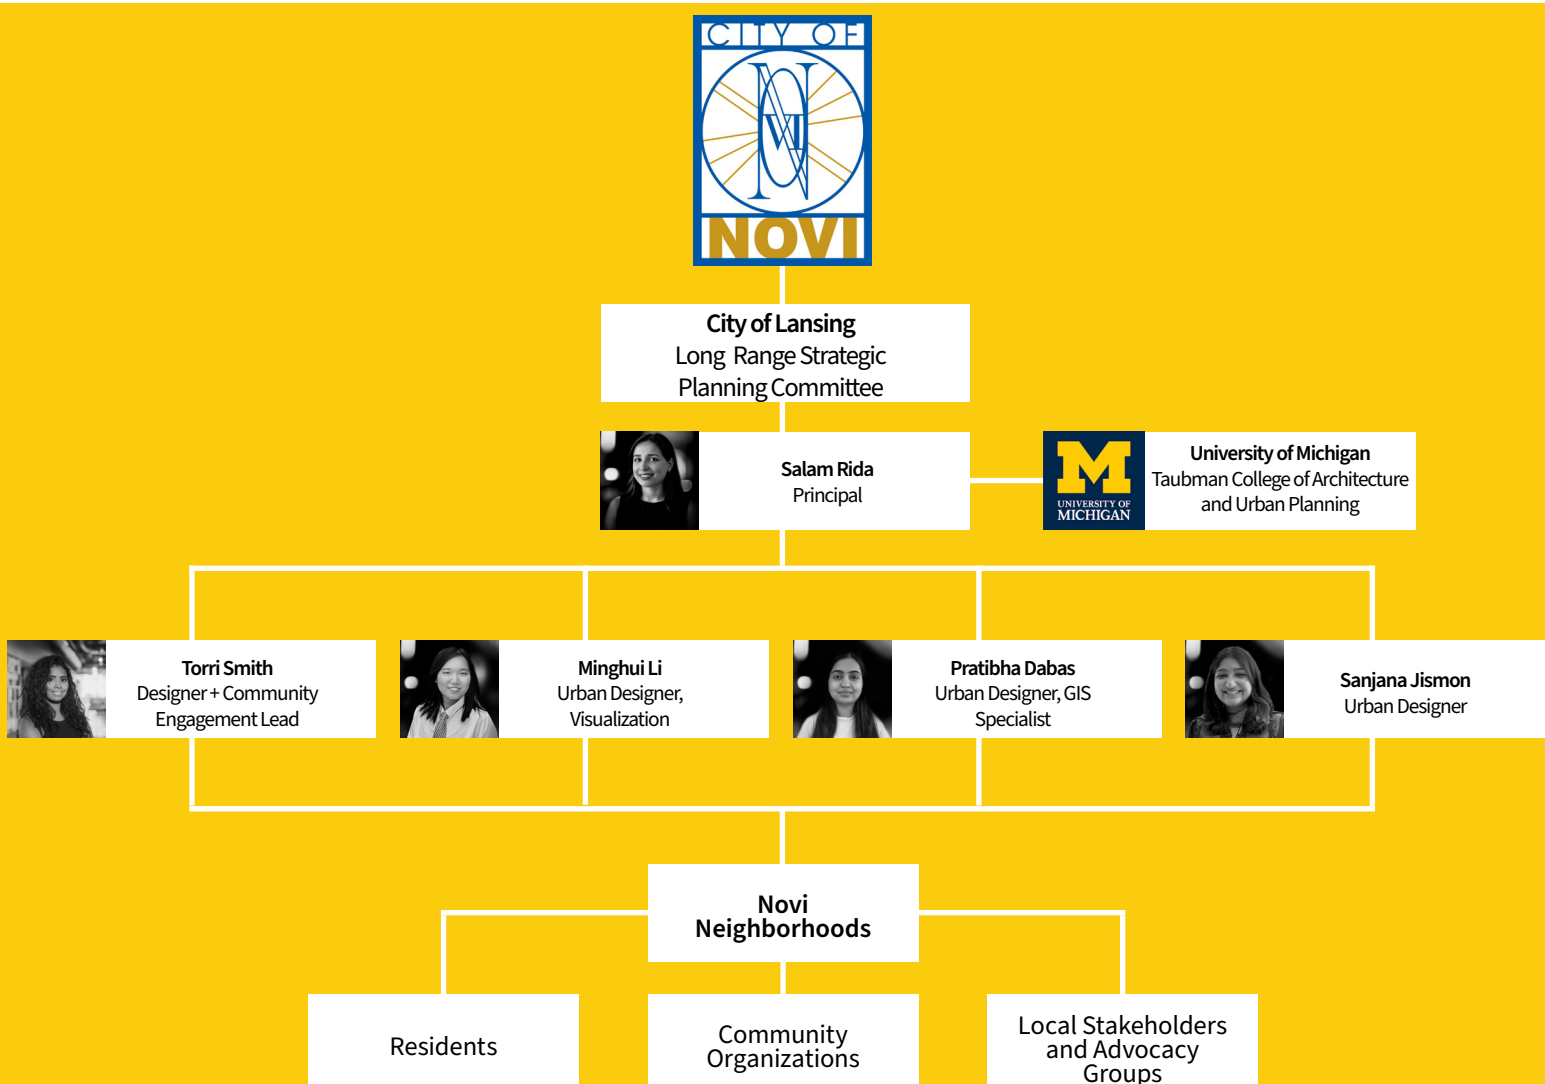 CITY OF
NOVI
NOVI
City of Lansing
Long Range Strategic
Planning Committee
Salam Rida
Principal
UNIVERSITY OF
MICHIGAN
University of Michigan
Taubman College of Architecture
and Urban Planning
Torri Smith
Designer + Community
Engagement Lead
Minghui Li
Urban Designer,
Visualization
Pratibha Dabas
Urban Designer, GIS
Specialist
Sanjana Jismon
Urban Designer
Novi
Neighborhoods
Residents
Community
Organizations
Local Stakeholders
and Advocacy
Groups